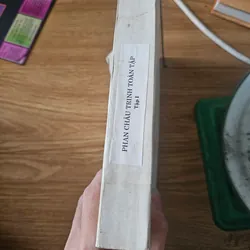 PHAN CHÂU TRINH TOÀN TẬP
Tập I